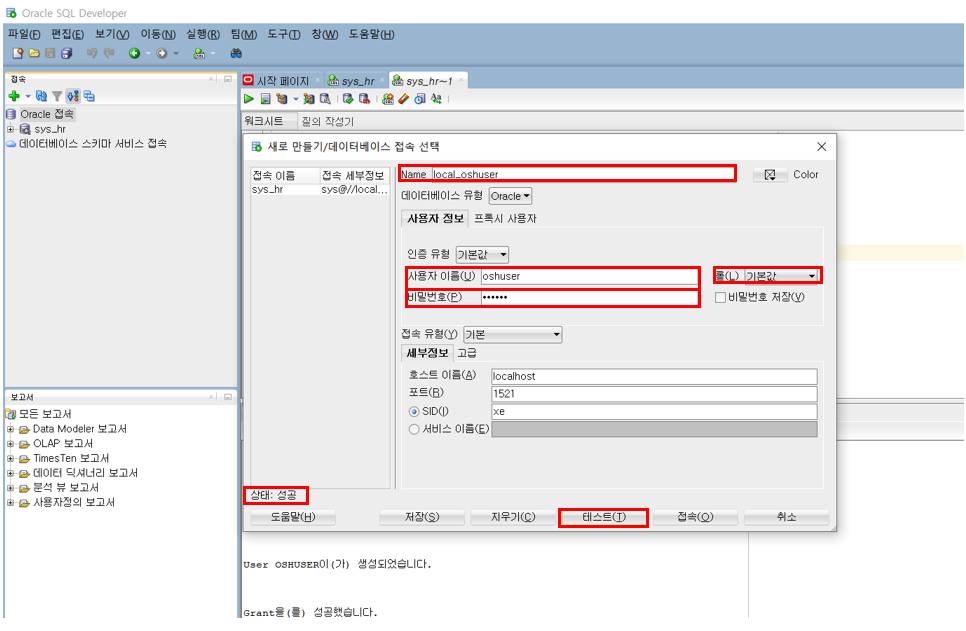 Oracle SQL Developer
파일(F) 편집(E) 보기(V) 이동(N) 실행(R) 팀(M) 도구(T) 창(W) 도움말(H)
접속
Oracle 접속
sys_hr
데이터베이스 스키마 서비스 접속
시작 페이지 sys_hr sys_hr~1
워크시트 질의 작성기
새로 만들기/데이터베이스 접속 선택
접속 이름 접속 세부정보
sys_hr sys@//local...
Name local_oshuser
Color
데이터베이스 유형 Oracle
사용자 정보 프록시 사용자
인증 유형 기본값
사용자 이름(U) oshuser
롤(L) 기본값
비밀번호(P) ••••••
비밀번호 저장(V)
접속 유형(Y) 기본
세부정보 고급
호스트 이름(A) localhost
포트(R) 1521
SID(I) xe
서비스 이름(E)
상태: 성공
도움말(H) 저장(S) 지우기(C) 테스트(T) 접속(O) 취소
보고서
모든 보고서
Data Modeler 보고서
OLAP 보고서
TimesTen 보고서
데이터 딕셔너리 보고서
분석 뷰 보고서
사용자정의 보고서
User OSHUSER이(가) 생성되었습니다.
Grant을(를) 성공했습니다.